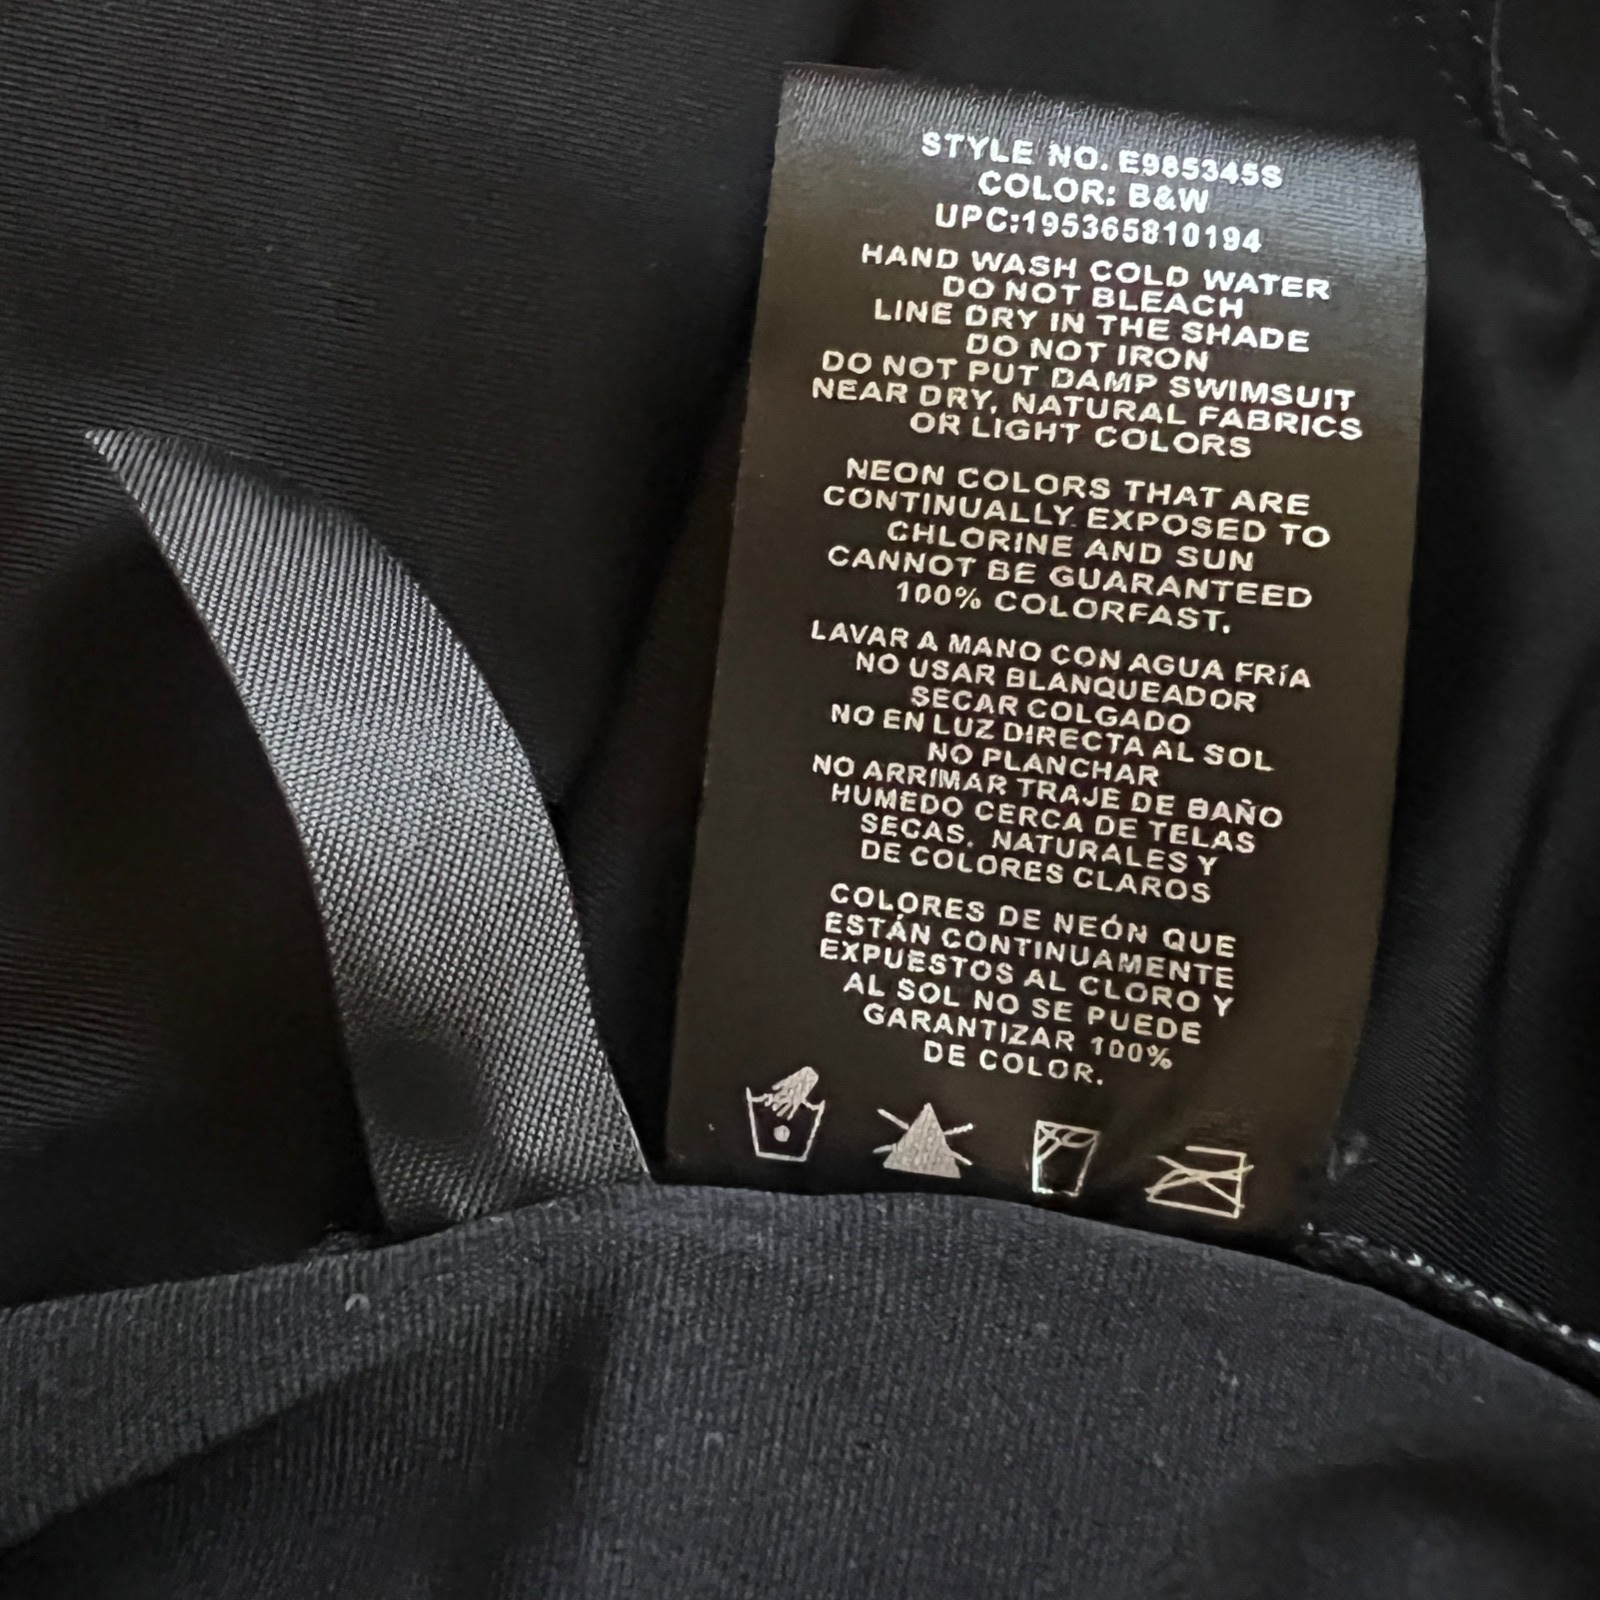 STYLE NO. E985345S
COLOR: B&W
UPC:195365810194
HAND WASH COLD WATER
DO NOT BLEACH
LINE DRY IN THE SHADE
DO NOT IRON
DO NOT PUT DAMP SWIMSUIT
NEAR DRY, NATURAL FABRICS
OR LIGHT COLORS
NEON COLORS THAT ARE
CONTINUALLY EXPOSED TO
CHLORINE AND SUN
CANNOT BE GUARANTEED
100% COLORFAST.
LAVAR A MANO CON AGUA FRíA
NO USAR BLANQUEADOR
SECAR COLGADO
NO EN LUZ DIRECTA AL SOL
NO PLANCHAR
NO ARRIMAR TRAJE DE BAÑO
HUMEDO CERCA DE TELAS
SECAS, NATURALES Y
DE COLORES CLAROS
COLORES DE NEÓN QUE
ESTÁN CONTINUAMENTE
EXPUESTOS AL CLORO Y
AL SOL NO SE PUEDE
GARANTIZAR 100%
DE COLOR.